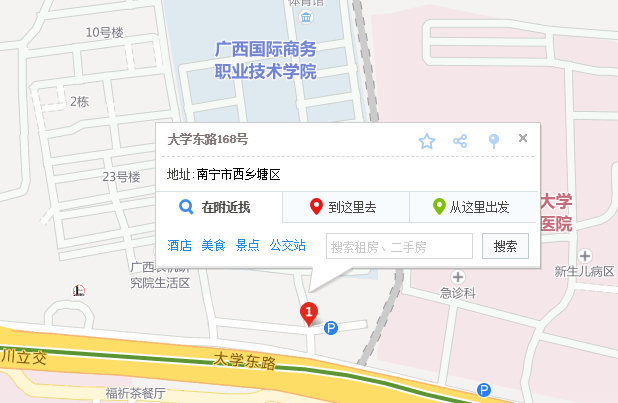 体育馆
10号楼
广西国际商务
职业技术学院
2栋
大学东路168号
地址:南宁市西乡塘区
23号楼
在附近找
到这里去
从这里出发
大学
医院
酒店 美食 景点 公交站
搜索租房、二手房
搜索
广西农机研
究院生活区
新生儿病区
急诊科
1
P
川立交
大学东路
福祈茶餐厅
P